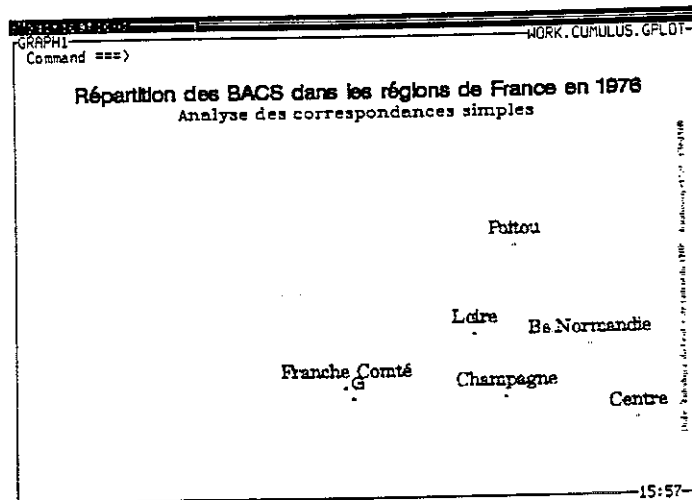 GRAPH1 WORK.CUMULUS.GPLOT
Command ===>
Répartition des BACS dans les régions de France en 1976
Analyse des correspondances simples
Poitou
Loire
Bs.Normandie
Franche Comté
G
Champagne
Centre
15:57